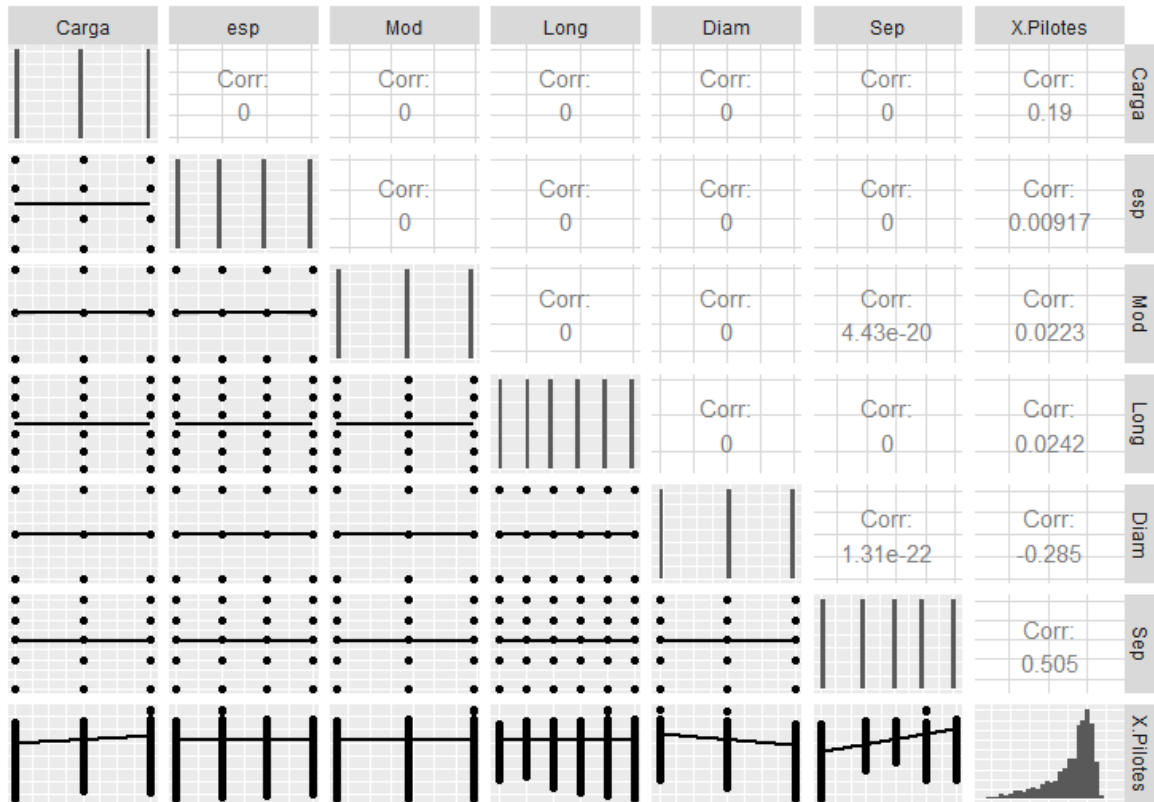 Carga esp Mod Long Diam Sep X.Pilotes
Corr: Corr: Corr: Corr: Corr: Corr:
0 0 0 0 0 0.19
Carga
Corr: Corr: Corr: Corr: Corr:
0 0 0 0 0.00917
esp
Corr: Corr: Corr: Corr:
0 0 4.43e-20 0.0223
Mod
Corr: Corr: Corr:
0 0 0.0242
Long
Corr: Corr:
1.31e-22 -0.285
Diam
Corr:
0.505
Sep
X.Pilotes